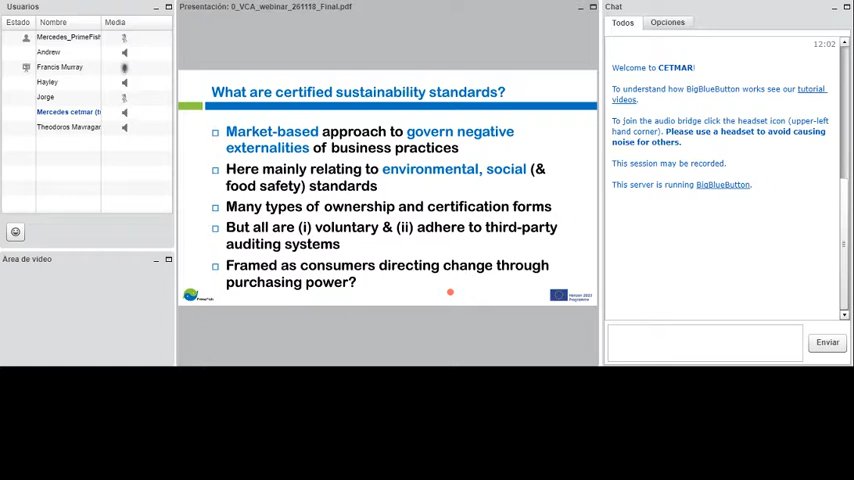 Usuarios
Estado Nombre Media
Mercedes_PrimeFish
Andrew
Francis Murray
Hayley
Jorge
Mercedes cetmar (t
Theodoros Mavragar
Área de vídeo
Presentación: 0_VCA_webinar_261118_Final.pdf
What are certified sustainability standards?
Market-based approach to govern negative
externalities of business practices
Here mainly relating to environmental, social (&
food safety) standards
Many types of ownership and certification forms
But all are (i) voluntary & (ii) adhere to third-party
auditing systems
Framed as consumers directing change through
purchasing power?
PrimeFish
Horizon 2020
Programme
Chat
Todos Opciones
12:02
Welcome to CETMAR!
To understand how BigBlueButton works see our tutorial
videos.
To join the audio bridge click the headset icon (upper-left
hand corner). Please use a headset to avoid causing
noise for others.
This session may be recorded.
This server is running BigBlueButton.
Enviar